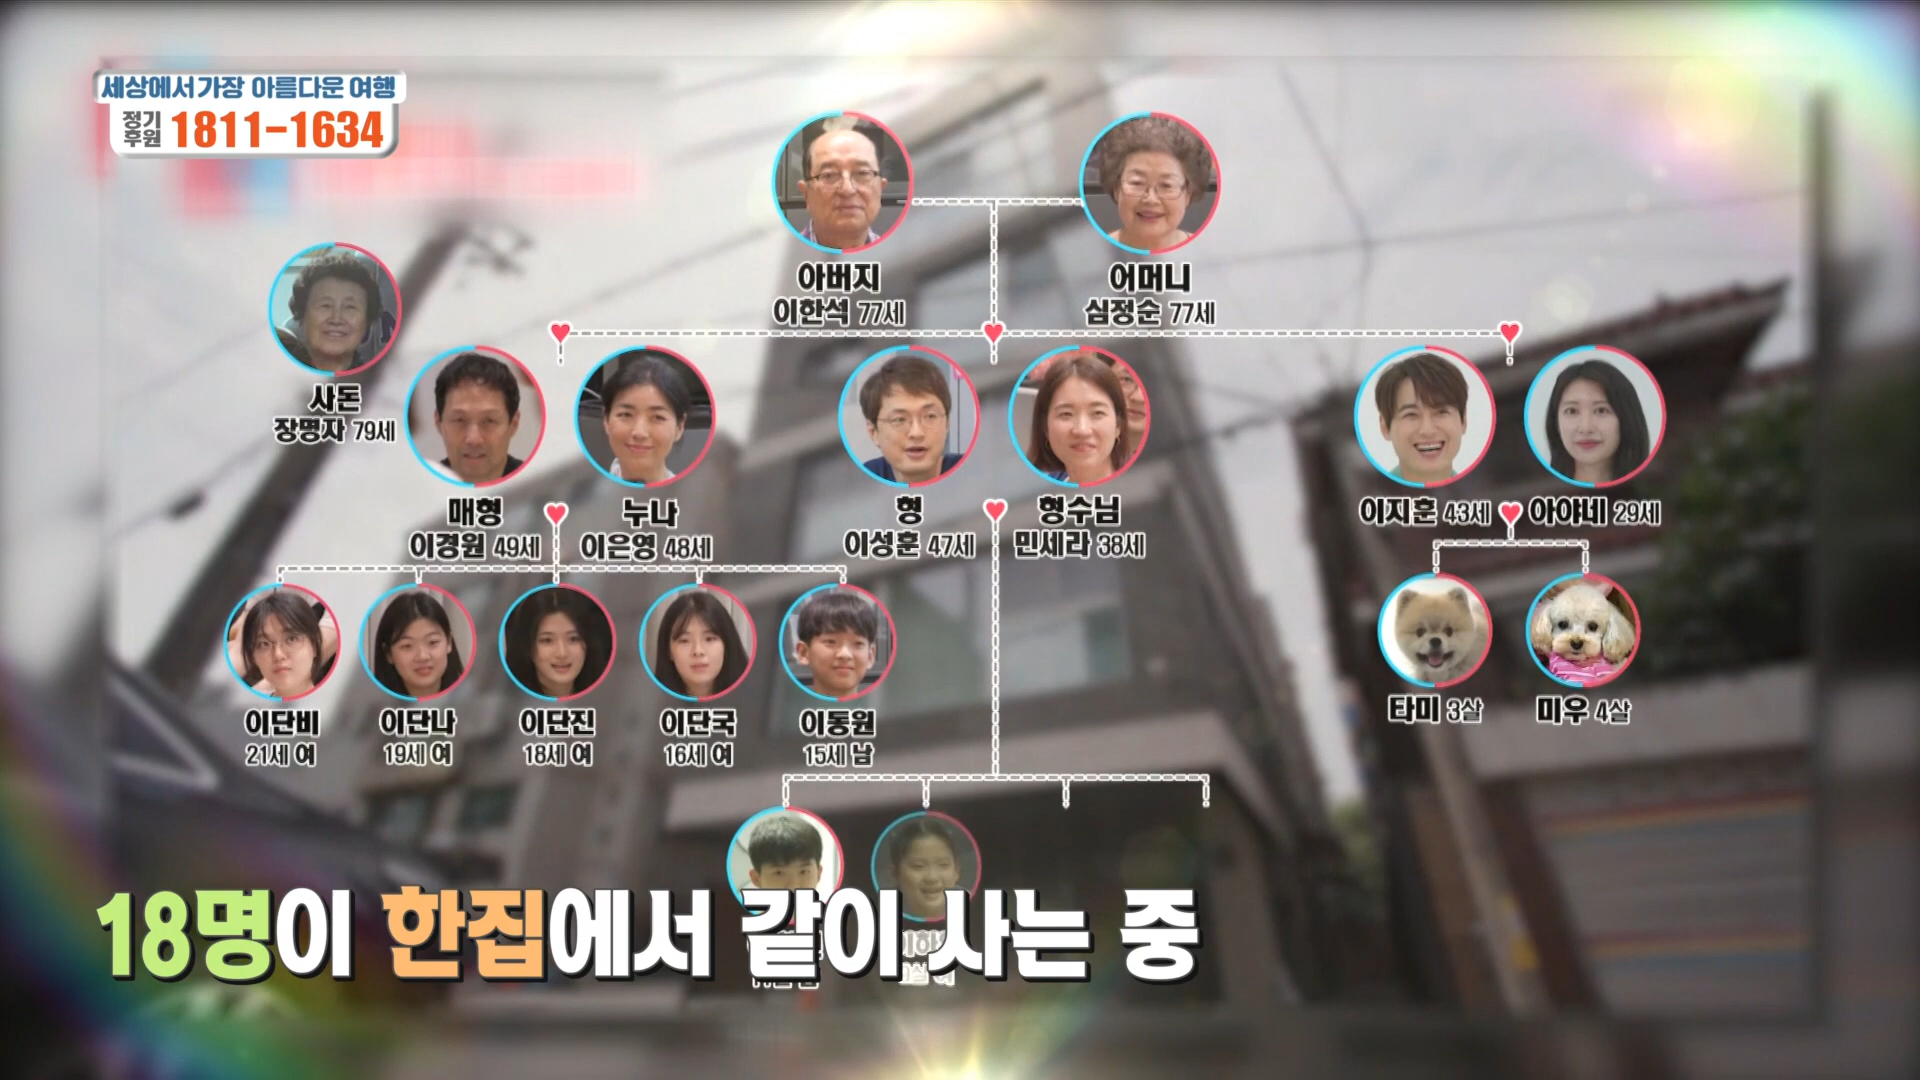 세상에서 가장 아름다운 여행
정기후원 1811-1634
아버지
이한석 77세
어머니
심정순 77세
사돈
장명자 79세
매형
이경원 49세
누나
이은영 48세
형
이성훈 47세
형수님
민세라 38세
이지훈 43세
아야네 29세
이단비
21세 여
이단나
19세 여
이단진
18세 여
이단국
16세 여
이동원
15세 남
타미 3살
미우 4살
18명이 한집에서 같이 사는 중